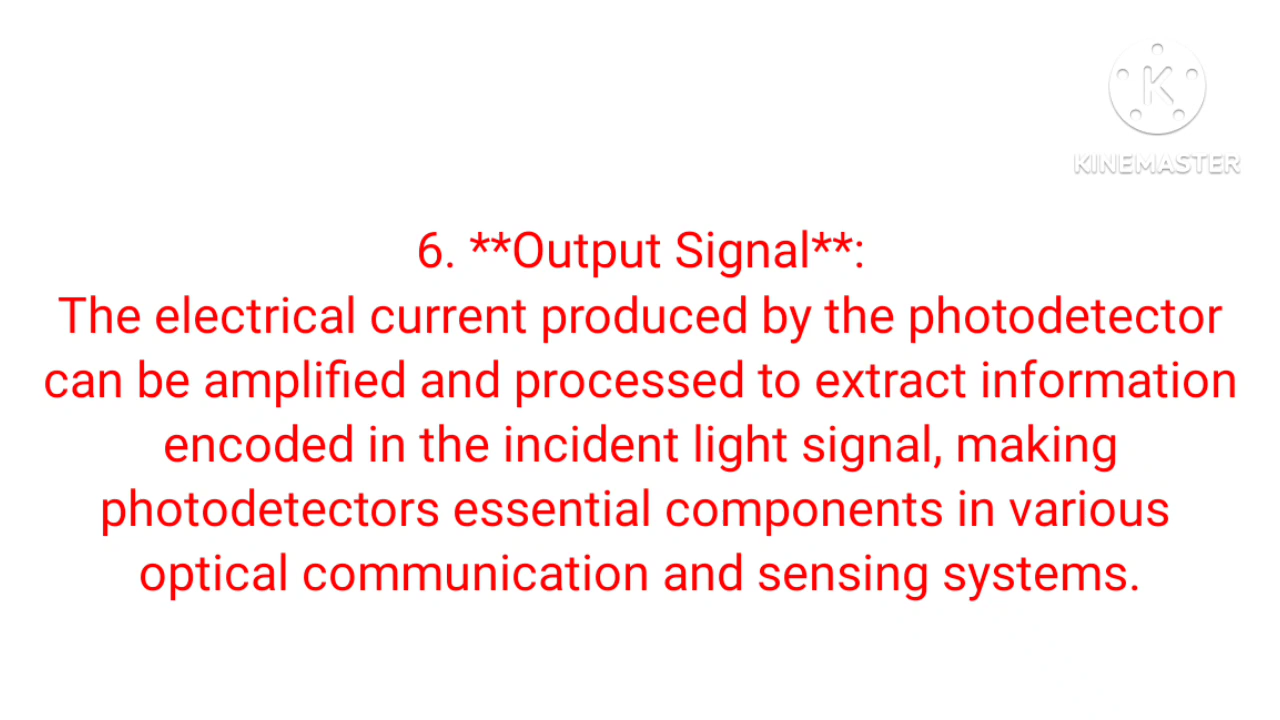 KINEMASTER
6. **Output Signal**:
The electrical current produced by the photodetector
can be amplified and processed to extract information
encoded in the incident light signal, making
photodetectors essential components in various
optical communication and sensing systems.